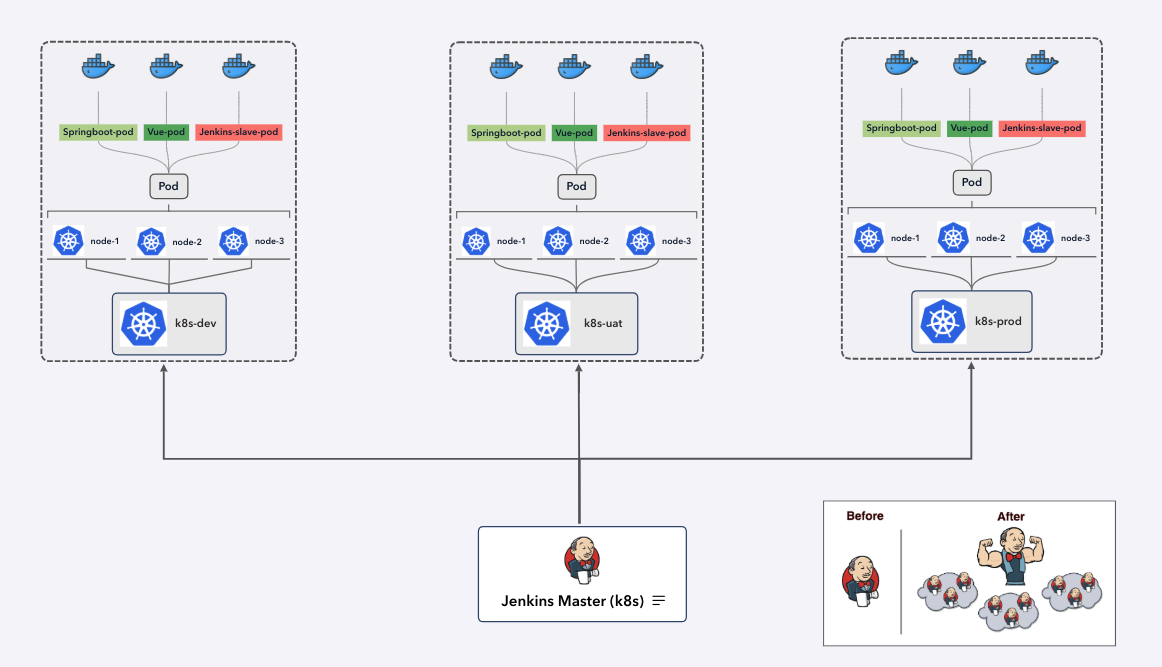 Springboot-pod Vue-pod Jenkins-slave-pod
Pod
node-1 node-2 node-3
k8s-dev
Springboot-pod Vue-pod Jenkins-slave-pod
Pod
node-1 node-2 node-3
k8s-uat
Springboot-pod Vue-pod Jenkins-slave-pod
Pod
node-1 node-2 node-3
k8s-prod
Jenkins Master (k8s)
Before After